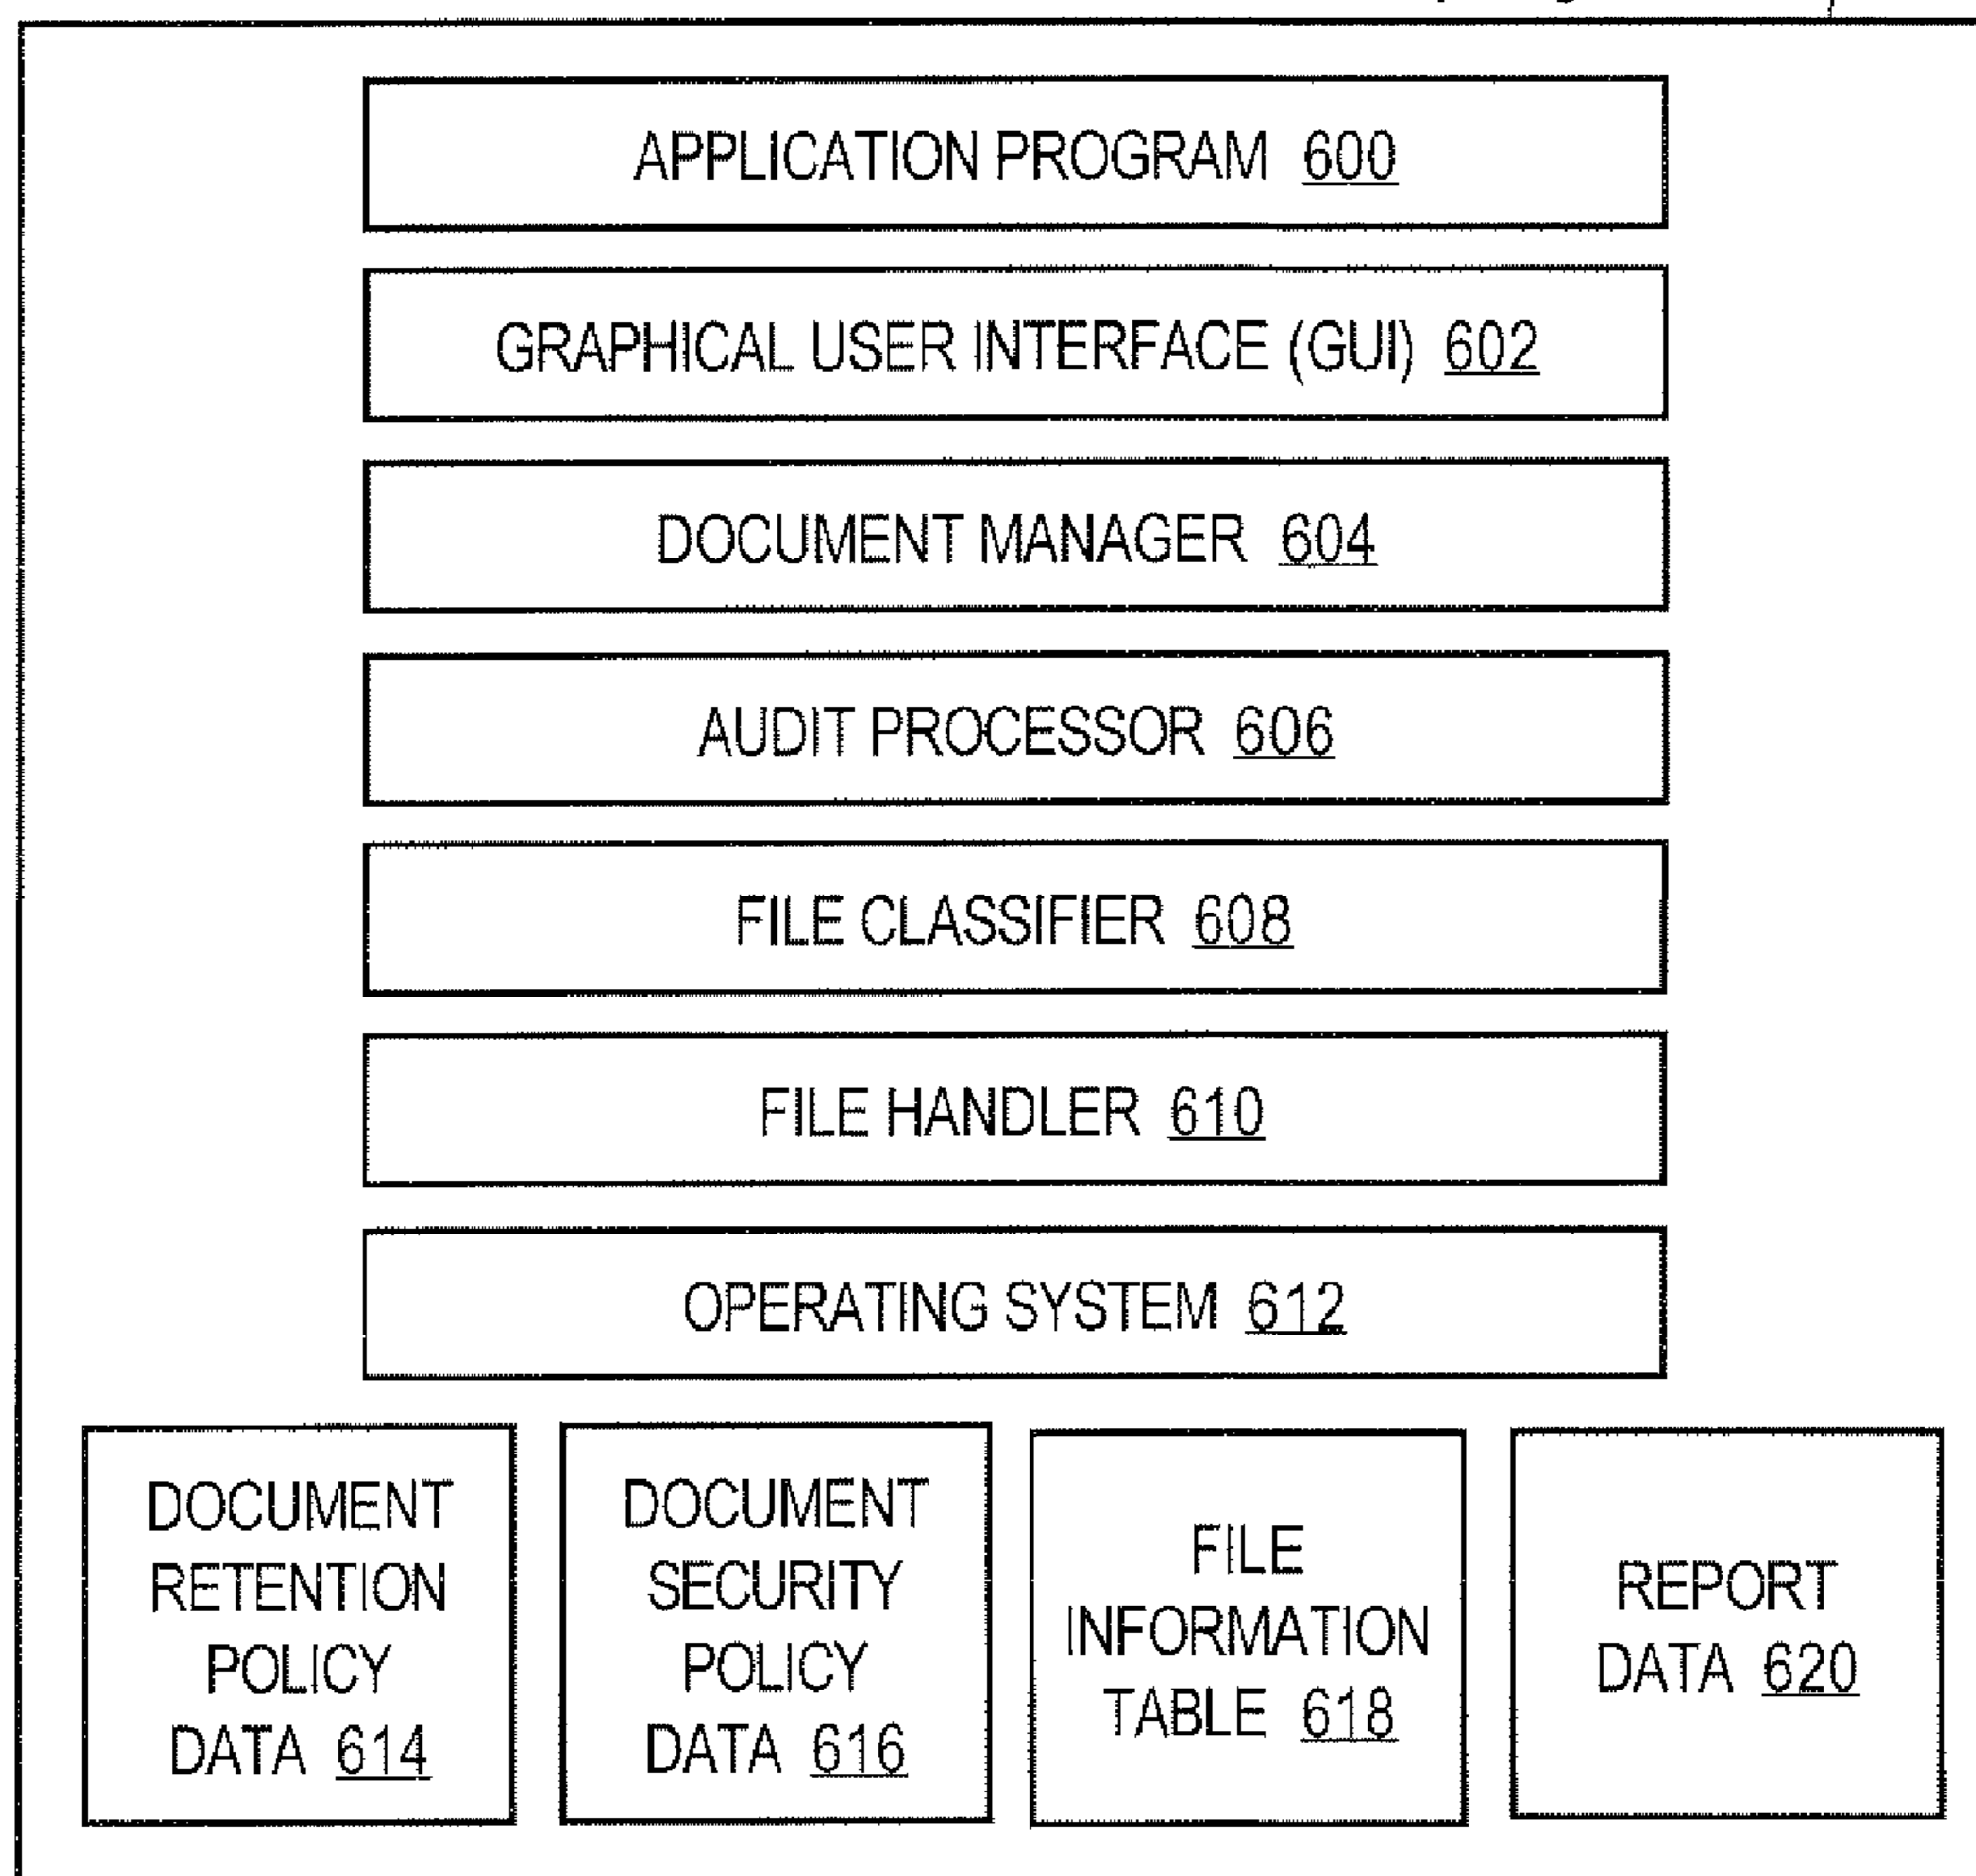 APPLICATION PROGRAM 600
GRAPHICAL USER INTERFACE (GUI) 602
DOCUMENT MANAGER 604
AUDIT PROCESSOR 606
FILE CLASSIFIER 608
FILE HANDLER 610
OPERATING SYSTEM 612
DOCUMENT
RETENTION
POLICY
DATA 614
DOCUMENT
SECURITY
POLICY
DATA 616
FILE
INFORMATION
TABLE 618
REPORT
DATA 620